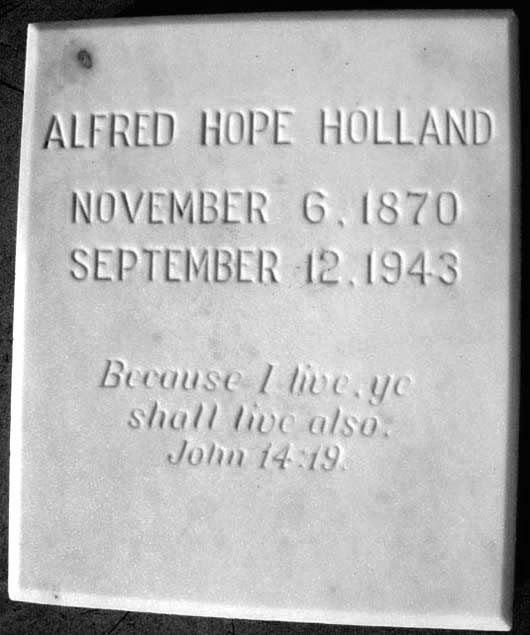 ALFRED HOPE HOLLAND
NOVEMBER 6, 1870
SEPTEMBER 12, 1943
Because I live, ye
shall live also.
John 14:19.